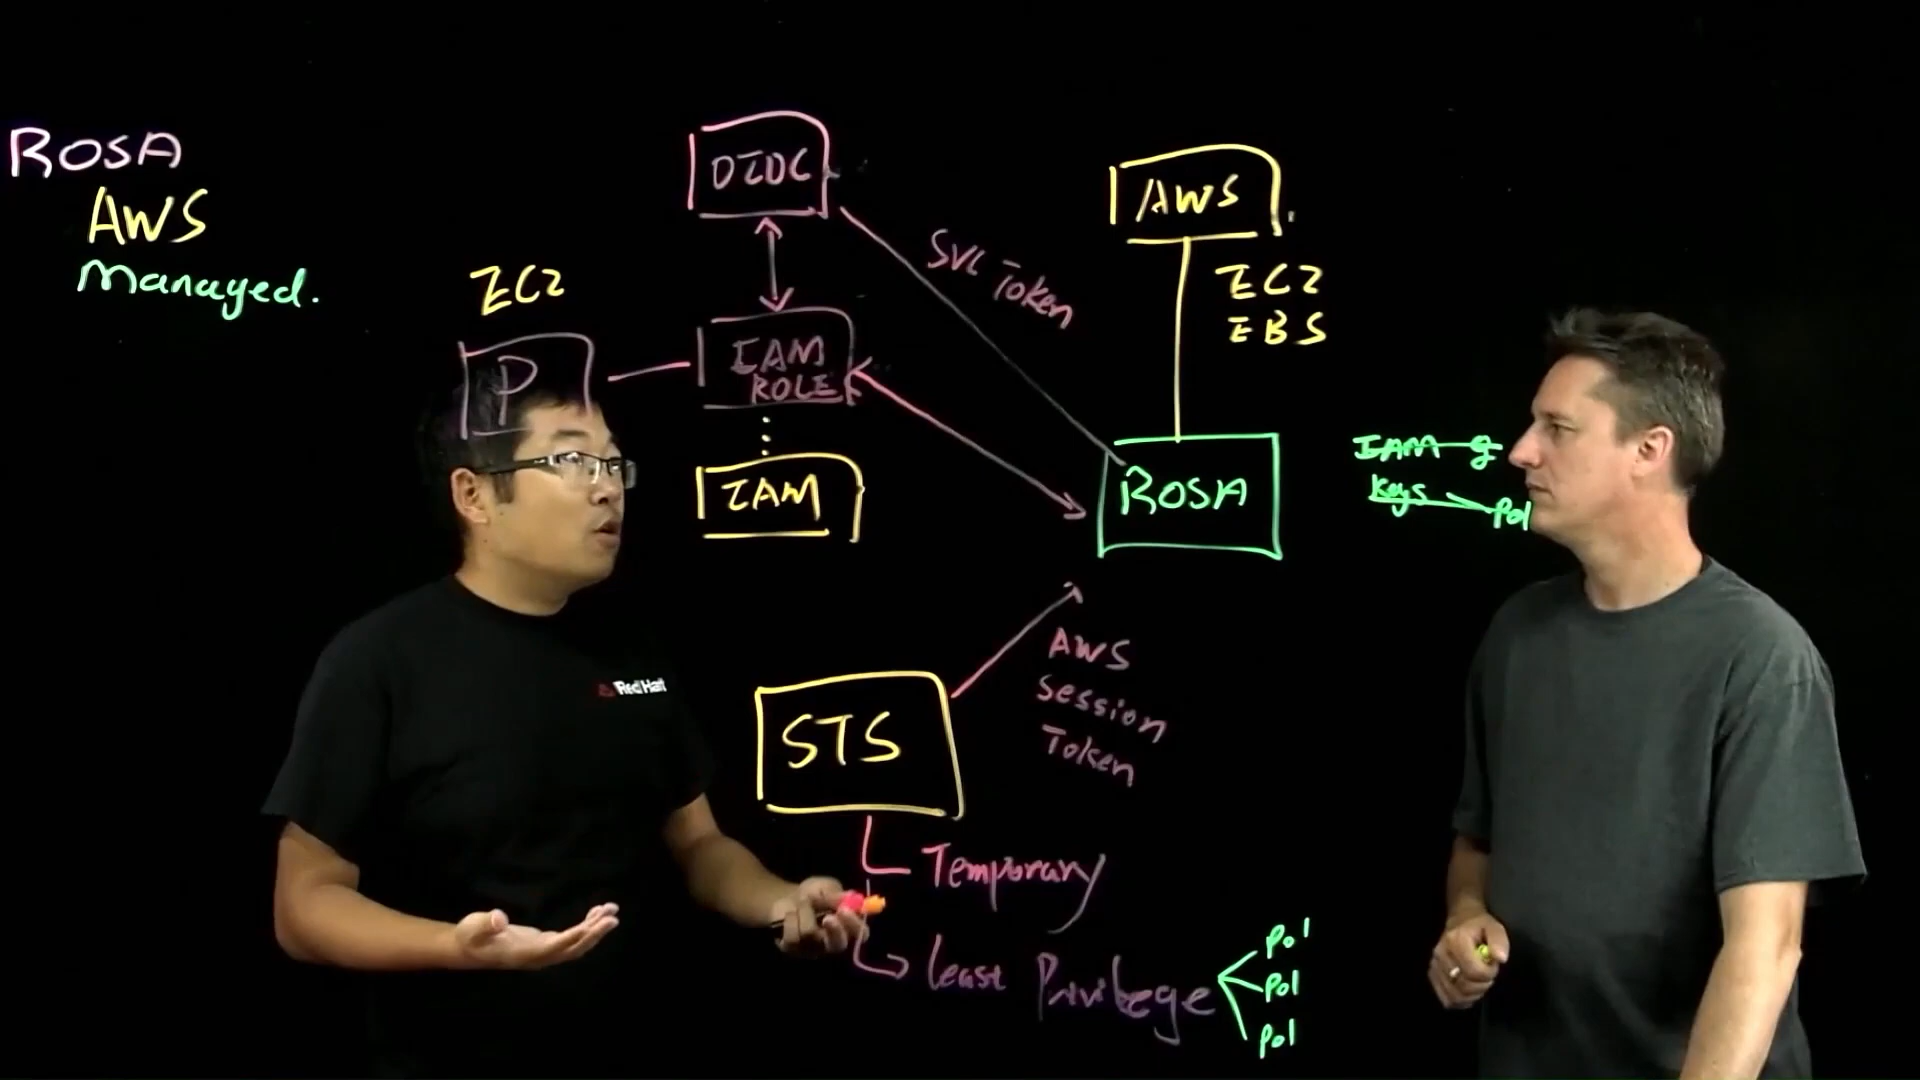 ROSA
AWS
Managed.
EC2
P
OIDC
IAM
ROLE
IAM
SVC Token
AWS
EC2
EBS
ROSA
IAM
Keys
Pol
Red Hat
STS
AWS
Session
Token
Temporary
Least Privilege
Pol
Pol
Pol